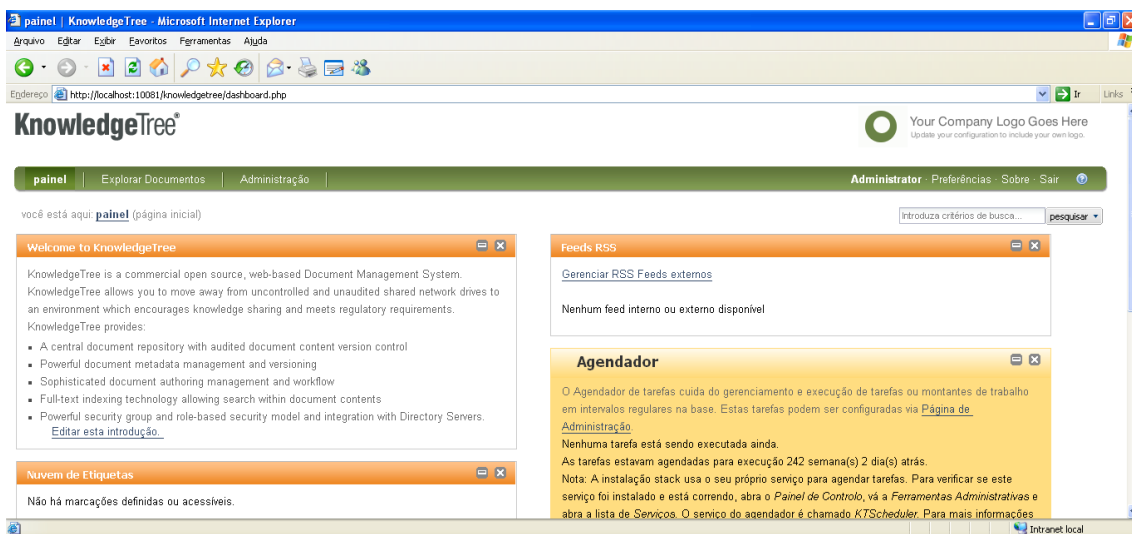 painel | KnowledgeTree - Microsoft Internet Explorer
Arquivo Editar Exibir Favoritos Ferramentas Ajuda
Endereço http://localhost:10081/knowledgetree/dashboard.php Ir Links
KnowledgeTree®
Your Company Logo Goes Here
Update your configuration to include your own logo.
painel Explorar Documentos Administração Administrator · Preferências · Sobre · Sair ?
você está aqui: painel (página inicial)
Introduza critérios de busca... pesquisar
Welcome to KnowledgeTree
KnowledgeTree is a commercial open source, web-based Document Management System.
KnowledgeTree allows you to move away from uncontrolled and unaudited shared network drives to
an environment which encourages knowledge sharing and meets regulatory requirements.
KnowledgeTree provides:
A central document repository with audited document content version control
Powerful document metadata management and versioning
Sophisticated document authoring management and workflow
Full-text indexing technology allowing search within document contents
Powerful security group and role-based security model and integration with Directory Servers.
Editar esta introdução.
Nuvem de Etiquetas
Não há marcações definidas ou acessíveis.
Feeds RSS
Gerenciar RSS Feeds externos
Nenhum feed interno ou externo disponível
Agendador
O Agendador de tarefas cuida do gerenciamento e execução de tarefas ou montantes de trabalho
em intervalos regulares na base. Estas tarefas podem ser configuradas via Página de
Administração.
Nenhuma tarefa está sendo executada ainda.
As tarefas estavam agendadas para execução 242 semana(s) 2 dia(s) atrás.
Nota: A instalação stack usa o seu próprio serviço para agendar tarefas. Para verificar se este
serviço foi instalado e está correndo, abra o Painel de Controlo, vá a Ferramentas Administrativas e
abra a lista de Serviços. O serviço do agendador é chamado KTScheduler. Para mais informações
Intranet local